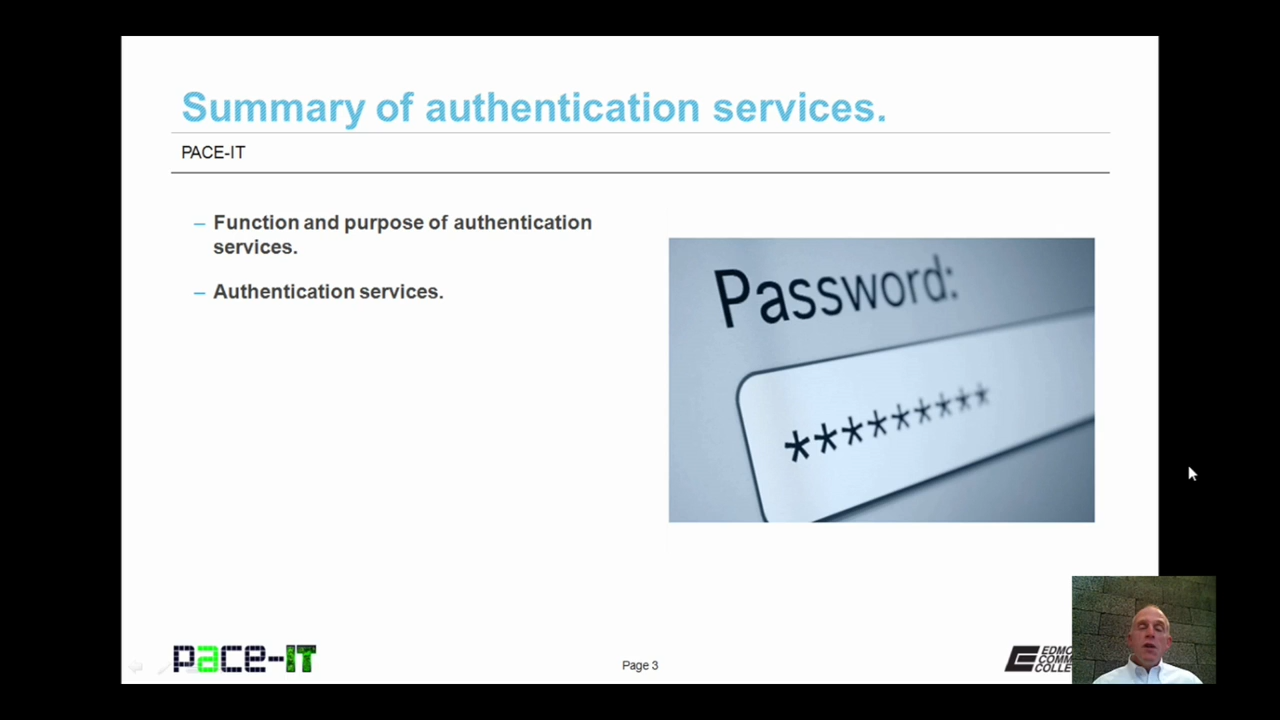 Summary of authentication services.
PACE-IT
– Function and purpose of authentication
services.
– Authentication services.
Password:
*********
pace-IT
Page 3